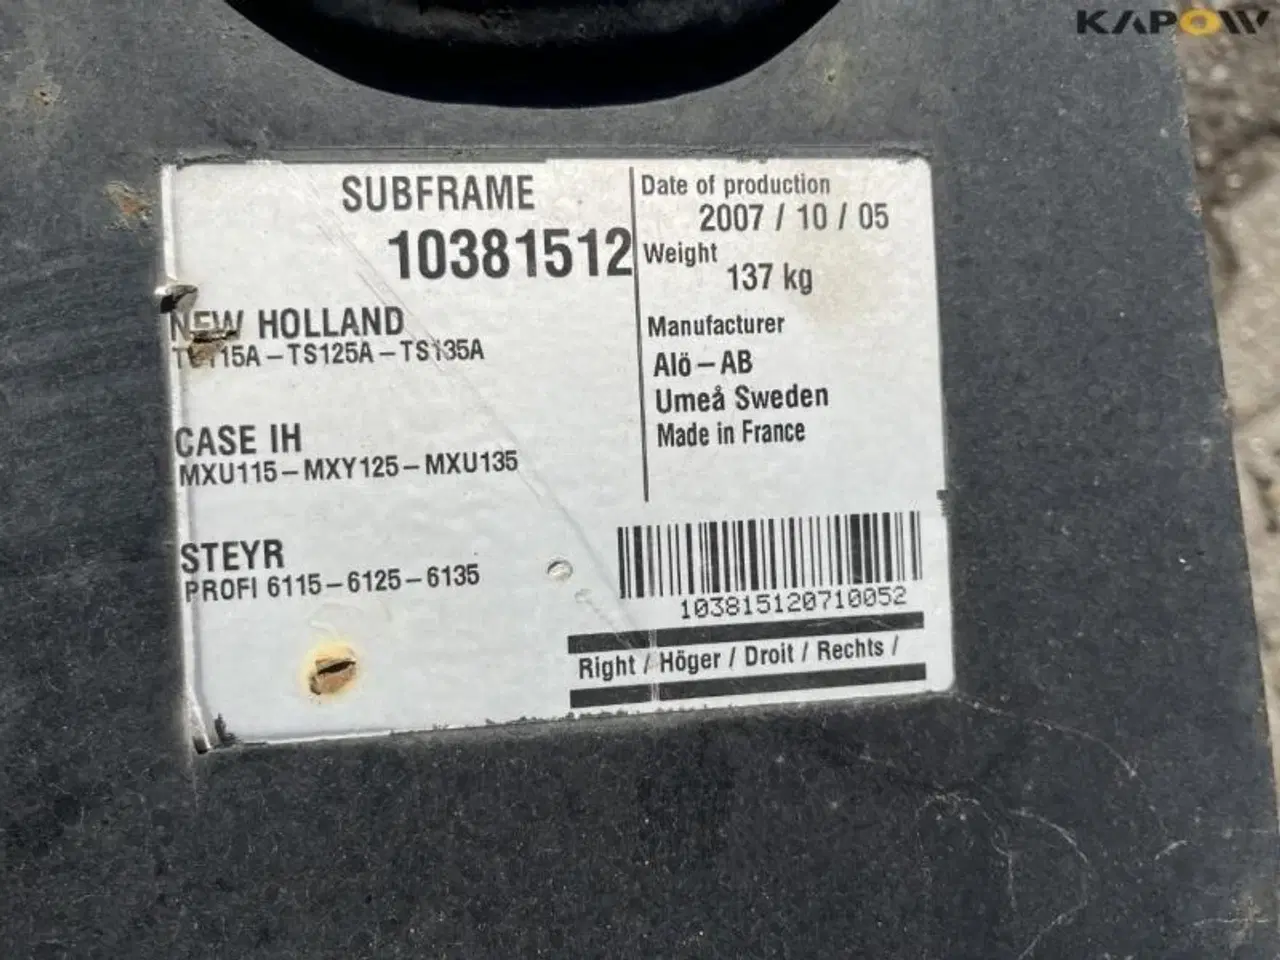 KAPOW
SUBFRAME
10381512
NEW HOLLAND
TS115A – TS125A – TS135A
CASE IH
MXU115 – MXY125 – MXU135
STEYR
PROFI 6115 – 6125 – 6135
Date of production
2007 / 10 / 05
Weight
137 kg
Manufacturer
Alö – AB
Umeå Sweden
Made in France
103815120710052
Right / Höger / Droit / Rechts /